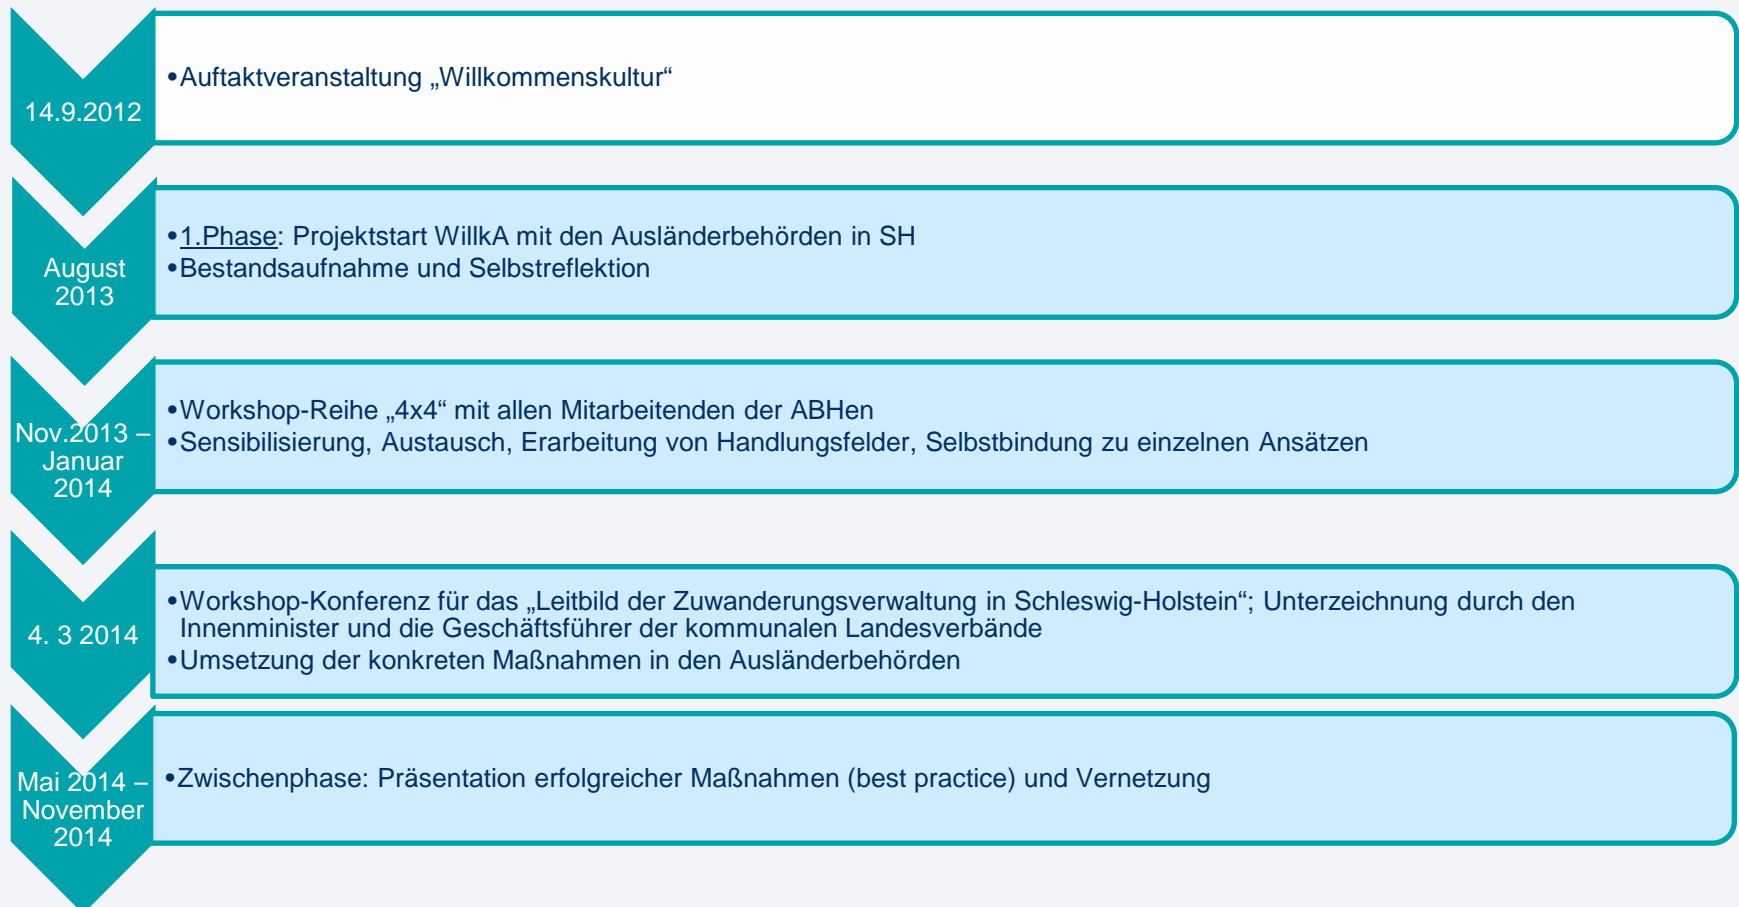 14.9.2012
•Auftaktveranstaltung „Willkommenskultur“
August
2013
•1.Phase: Projektstart WillkA mit den Ausländerbehörden in SH
•Bestandsaufnahme und Selbstreflektion
Nov.2013 –
Januar
2014
•Workshop-Reihe „4x4“ mit allen Mitarbeitenden der ABHen
•Sensibilisierung, Austausch, Erarbeitung von Handlungsfelder, Selbstbindung zu einzelnen Ansätzen
4. 3 2014
•Workshop-Konferenz für das „Leitbild der Zuwanderungsverwaltung in Schleswig-Holstein“; Unterzeichnung durch den
Innenminister und die Geschäftsführer der kommunalen Landesverbände
•Umsetzung der konkreten Maßnahmen in den Ausländerbehörden
Mai 2014 –
November
2014
•Zwischenphase: Präsentation erfolgreicher Maßnahmen (best practice) und Vernetzung